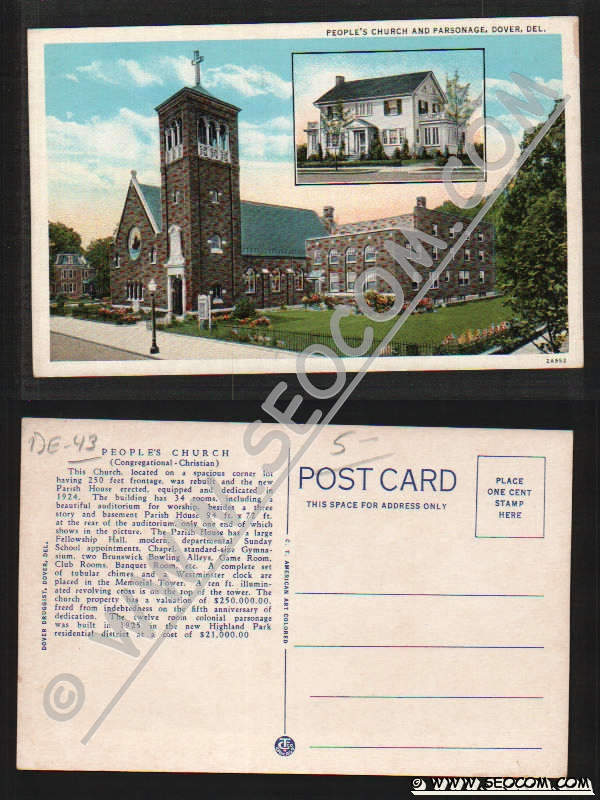 PEOPLE'S CHURCH AND PARSONAGE, DOVER, DEL.
© WWW.SEOCOM.COM
DE-43
PEOPLE'S CHURCH
(Congregational - Christian)
This Church, located on a spacious corner lot
having 250 feet frontage, was rebuilt and the new
Parish House erected, equipped and dedicated in
1924. The building has 34 rooms, including a
beautiful auditorium for worship, besides a three
story and basement Parish House 94 ft. x 72 ft.
at the rear of the auditorium, only one end of which
shows in the picture. The Parish House has a large
Fellowship Hall, modern, departmental Sunday
School appointments, Chapel, standard-size Gymna-
sium, two Brunswick Bowling Alleys, Game Room,
Club Rooms, Banquet Room, etc. A complete set
of tubular chimes and a Westminster clock are
placed in the Memorial Tower. A ten ft. illumin-
ated revolving cross is on the top of the tower. The
church property has a valuation of $250,000.00,
freed from indebtedness on the fifth anniversary of
dedication. The twelve room colonial parsonage
was built in 1925 in the new Highland Park
residential district at a cost of $21,000.00
DOVER DRUGGIST, DOVER, DEL.
C. T. AMERICAN ART COLORED
5-
POST CARD
THIS SPACE FOR ADDRESS ONLY
PLACE
ONE CENT
STAMP
HERE
© WWW.SEOCOM.COM